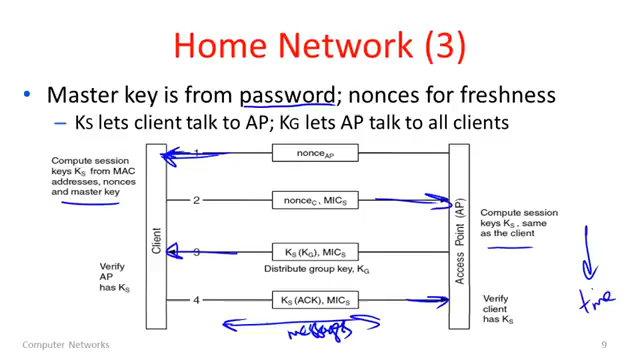 Home Network (3)
• Master key is from password; nonces for freshness
– KS lets client talk to AP; KG lets AP talk to all clients
Compute session
keys KS from MAC
addresses, nonces
and master key
1
nonceAP
2
nonceC, MICS
Compute session
keys KS, same
as the client
Client
Access Point (AP)
3
KS (KG), MICS
Distribute group key, KG
Verify
AP
has KS
4
KS (ACK), MICS
Verify
client
has KS
time
messages
Computer Networks
9